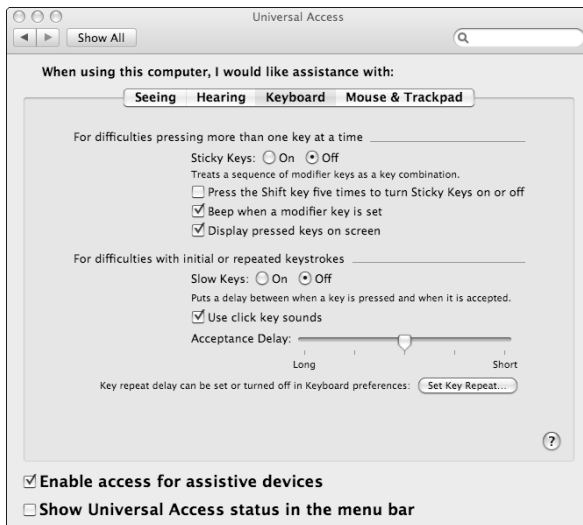 Universal Access
Show All
When using this computer, I would like assistance with:
Seeing Hearing Keyboard Mouse & Trackpad
For difficulties pressing more than one key at a time
Sticky Keys: On Off
Treats a sequence of modifier keys as a key combination.
Press the Shift key five times to turn Sticky Keys on or off
Beep when a modifier key is set
Display pressed keys on screen
For difficulties with initial or repeated keystrokes
Slow Keys: On Off
Puts a delay between when a key is pressed and when it is accepted.
Use click key sounds
Acceptance Delay:
Long Short
Key repeat delay can be set or turned off in Keyboard preferences: Set Key Repeat...
?
Enable access for assistive devices
Show Universal Access status in the menu bar